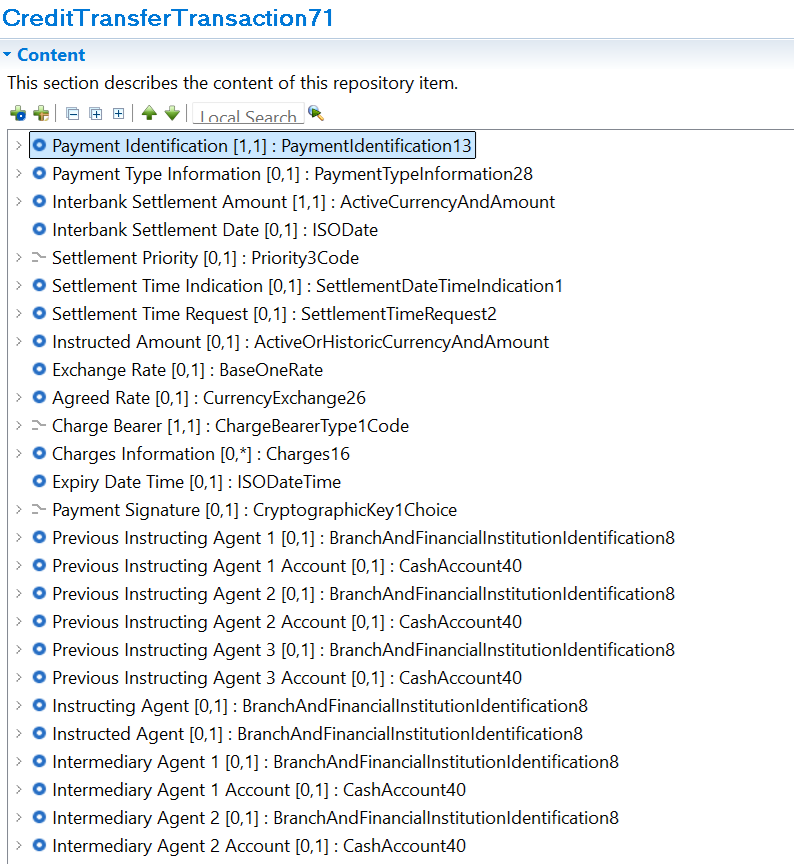 CreditTransferTransaction71
Content
This section describes the content of this repository item.
Local Search
Payment Identification [1,1] : PaymentIdentification13
Payment Type Information [0,1] : PaymentTypeInformation28
Interbank Settlement Amount [1,1] : ActiveCurrencyAndAmount
Interbank Settlement Date [0,1] : ISODate
Settlement Priority [0,1] : Priority3Code
Settlement Time Indication [0,1] : SettlementDateTimeIndication1
Settlement Time Request [0,1] : SettlementTimeRequest2
Instructed Amount [0,1] : ActiveOrHistoricCurrencyAndAmount
Exchange Rate [0,1] : BaseOneRate
Agreed Rate [0,1] : CurrencyExchange26
Charge Bearer [1,1] : ChargeBearerType1Code
Charges Information [0,*] : Charges16
Expiry Date Time [0,1] : ISODateTime
Payment Signature [0,1] : CryptographicKey1Choice
Previous Instructing Agent 1 [0,1] : BranchAndFinancialInstitutionIdentification8
Previous Instructing Agent 1 Account [0,1] : CashAccount40
Previous Instructing Agent 2 [0,1] : BranchAndFinancialInstitutionIdentification8
Previous Instructing Agent 2 Account [0,1] : CashAccount40
Previous Instructing Agent 3 [0,1] : BranchAndFinancialInstitutionIdentification8
Previous Instructing Agent 3 Account [0,1] : CashAccount40
Instructing Agent [0,1] : BranchAndFinancialInstitutionIdentification8
Instructed Agent [0,1] : BranchAndFinancialInstitutionIdentification8
Intermediary Agent 1 [0,1] : BranchAndFinancialInstitutionIdentification8
Intermediary Agent 1 Account [0,1] : CashAccount40
Intermediary Agent 2 [0,1] : BranchAndFinancialInstitutionIdentification8
Intermediary Agent 2 Account [0,1] : CashAccount40